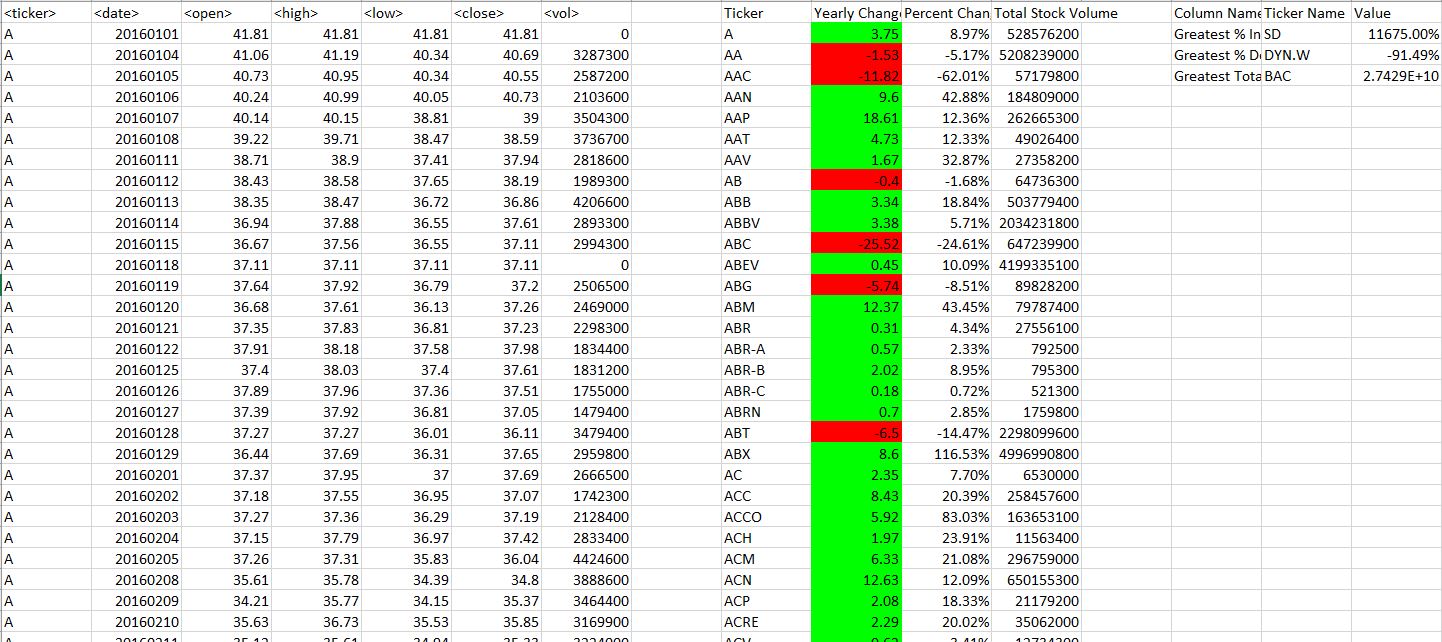 <ticker> <date> <open> <high> <low> <close> <vol> Ticker Yearly Change Percent Chan Total Stock Volume Column Name Ticker Name Value
A 20160101 41.81 41.81 41.81 41.81 0 A 3.75 8.97% 528576200 Greatest % In SD 11675.00%
A 20160104 41.06 41.19 40.34 40.69 3287300 AA -1.53 -5.17% 5208239000 Greatest % De DYN.W -91.49%
A 20160105 40.73 40.95 40.34 40.55 2587200 AAC -11.82 -62.01% 57179800 Greatest Tota BAC 2.7429E+10
A 20160106 40.24 40.99 40.05 40.73 2103600 AAN 9.6 42.88% 184809000
A 20160107 40.14 40.15 38.81 39 3504300 AAP 18.61 12.36% 262665300
A 20160108 39.22 39.71 38.47 38.59 3736700 AAT 4.73 12.33% 49026400
A 20160111 38.71 38.9 37.41 37.94 2818600 AAV 1.67 32.87% 27358200
A 20160112 38.43 38.58 37.65 38.19 1989300 AB -0.4 -1.68% 64736300
A 20160113 38.35 38.47 36.72 36.86 4206600 ABB 3.34 18.84% 503779400
A 20160114 36.94 37.88 36.55 37.61 2893300 ABBV 3.38 5.71% 2034231800
A 20160115 36.67 37.56 36.55 37.11 2994300 ABC -25.52 -24.61% 647239900
A 20160118 37.11 37.11 37.11 37.11 0 ABEV 0.45 10.09% 4199335100
A 20160119 37.64 37.92 36.79 37.2 2506500 ABG -5.74 -8.51% 89828200
A 20160120 36.68 37.61 36.13 37.26 2469000 ABM 12.37 43.45% 79787400
A 20160121 37.35 37.83 36.81 37.23 2298300 ABR 0.31 4.34% 27556100
A 20160122 37.91 38.18 37.58 37.98 1834400 ABR-A 0.57 2.33% 792500
A 20160125 37.4 38.03 37.4 37.61 1831200 ABR-B 2.02 8.95% 795300
A 20160126 37.89 37.96 37.36 37.51 1755000 ABR-C 0.18 0.72% 521300
A 20160127 37.39 37.92 36.81 37.05 1479400 ABRN 0.7 2.85% 1759800
A 20160128 37.27 37.27 36.01 36.11 3479400 ABT -6.5 -14.47% 2298099600
A 20160129 36.44 37.69 36.31 37.65 2959800 ABX 8.6 116.53% 4996990800
A 20160201 37.37 37.95 37 37.69 2666500 AC 2.35 7.70% 6530000
A 20160202 37.18 37.55 36.95 37.07 1742300 ACC 8.43 20.39% 258457600
A 20160203 37.27 37.36 36.29 37.19 2128400 ACCO 5.92 83.03% 163653100
A 20160204 37.15 37.79 36.97 37.42 2833400 ACH 1.97 23.91% 11563400
A 20160205 37.26 37.31 35.83 36.04 4424600 ACM 6.33 21.08% 296759000
A 20160208 35.61 35.78 34.39 34.8 3888600 ACN 12.63 12.09% 650155300
A 20160209 34.21 35.77 34.15 35.37 3464400 ACP 2.08 18.33% 21179200
A 20160210 35.63 36.73 35.53 35.85 3169900 ACRE 2.29 20.02% 35062000